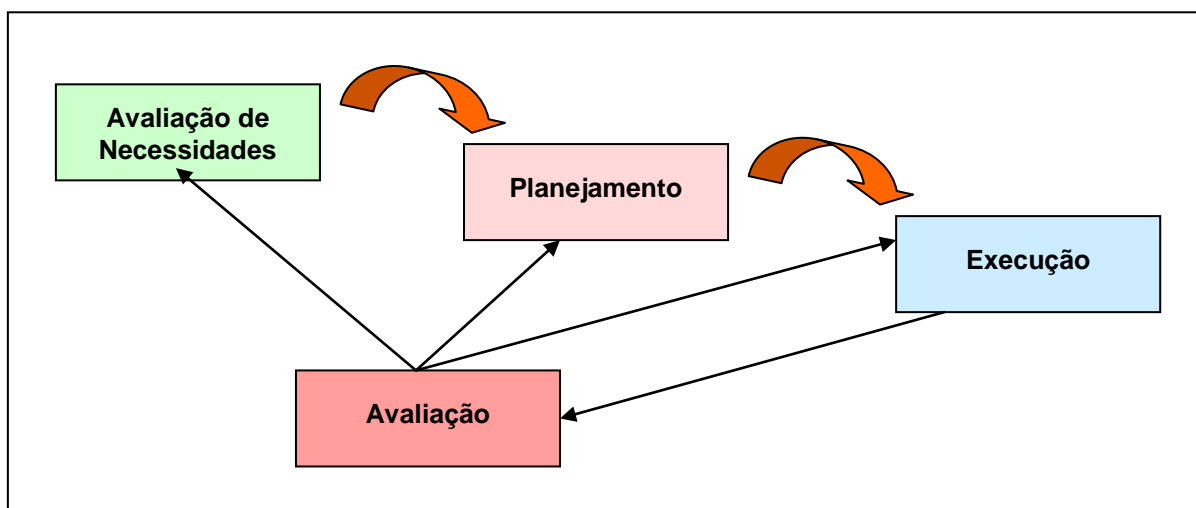 Avaliação de
Necessidades
Planejamento
Execução
Avaliação